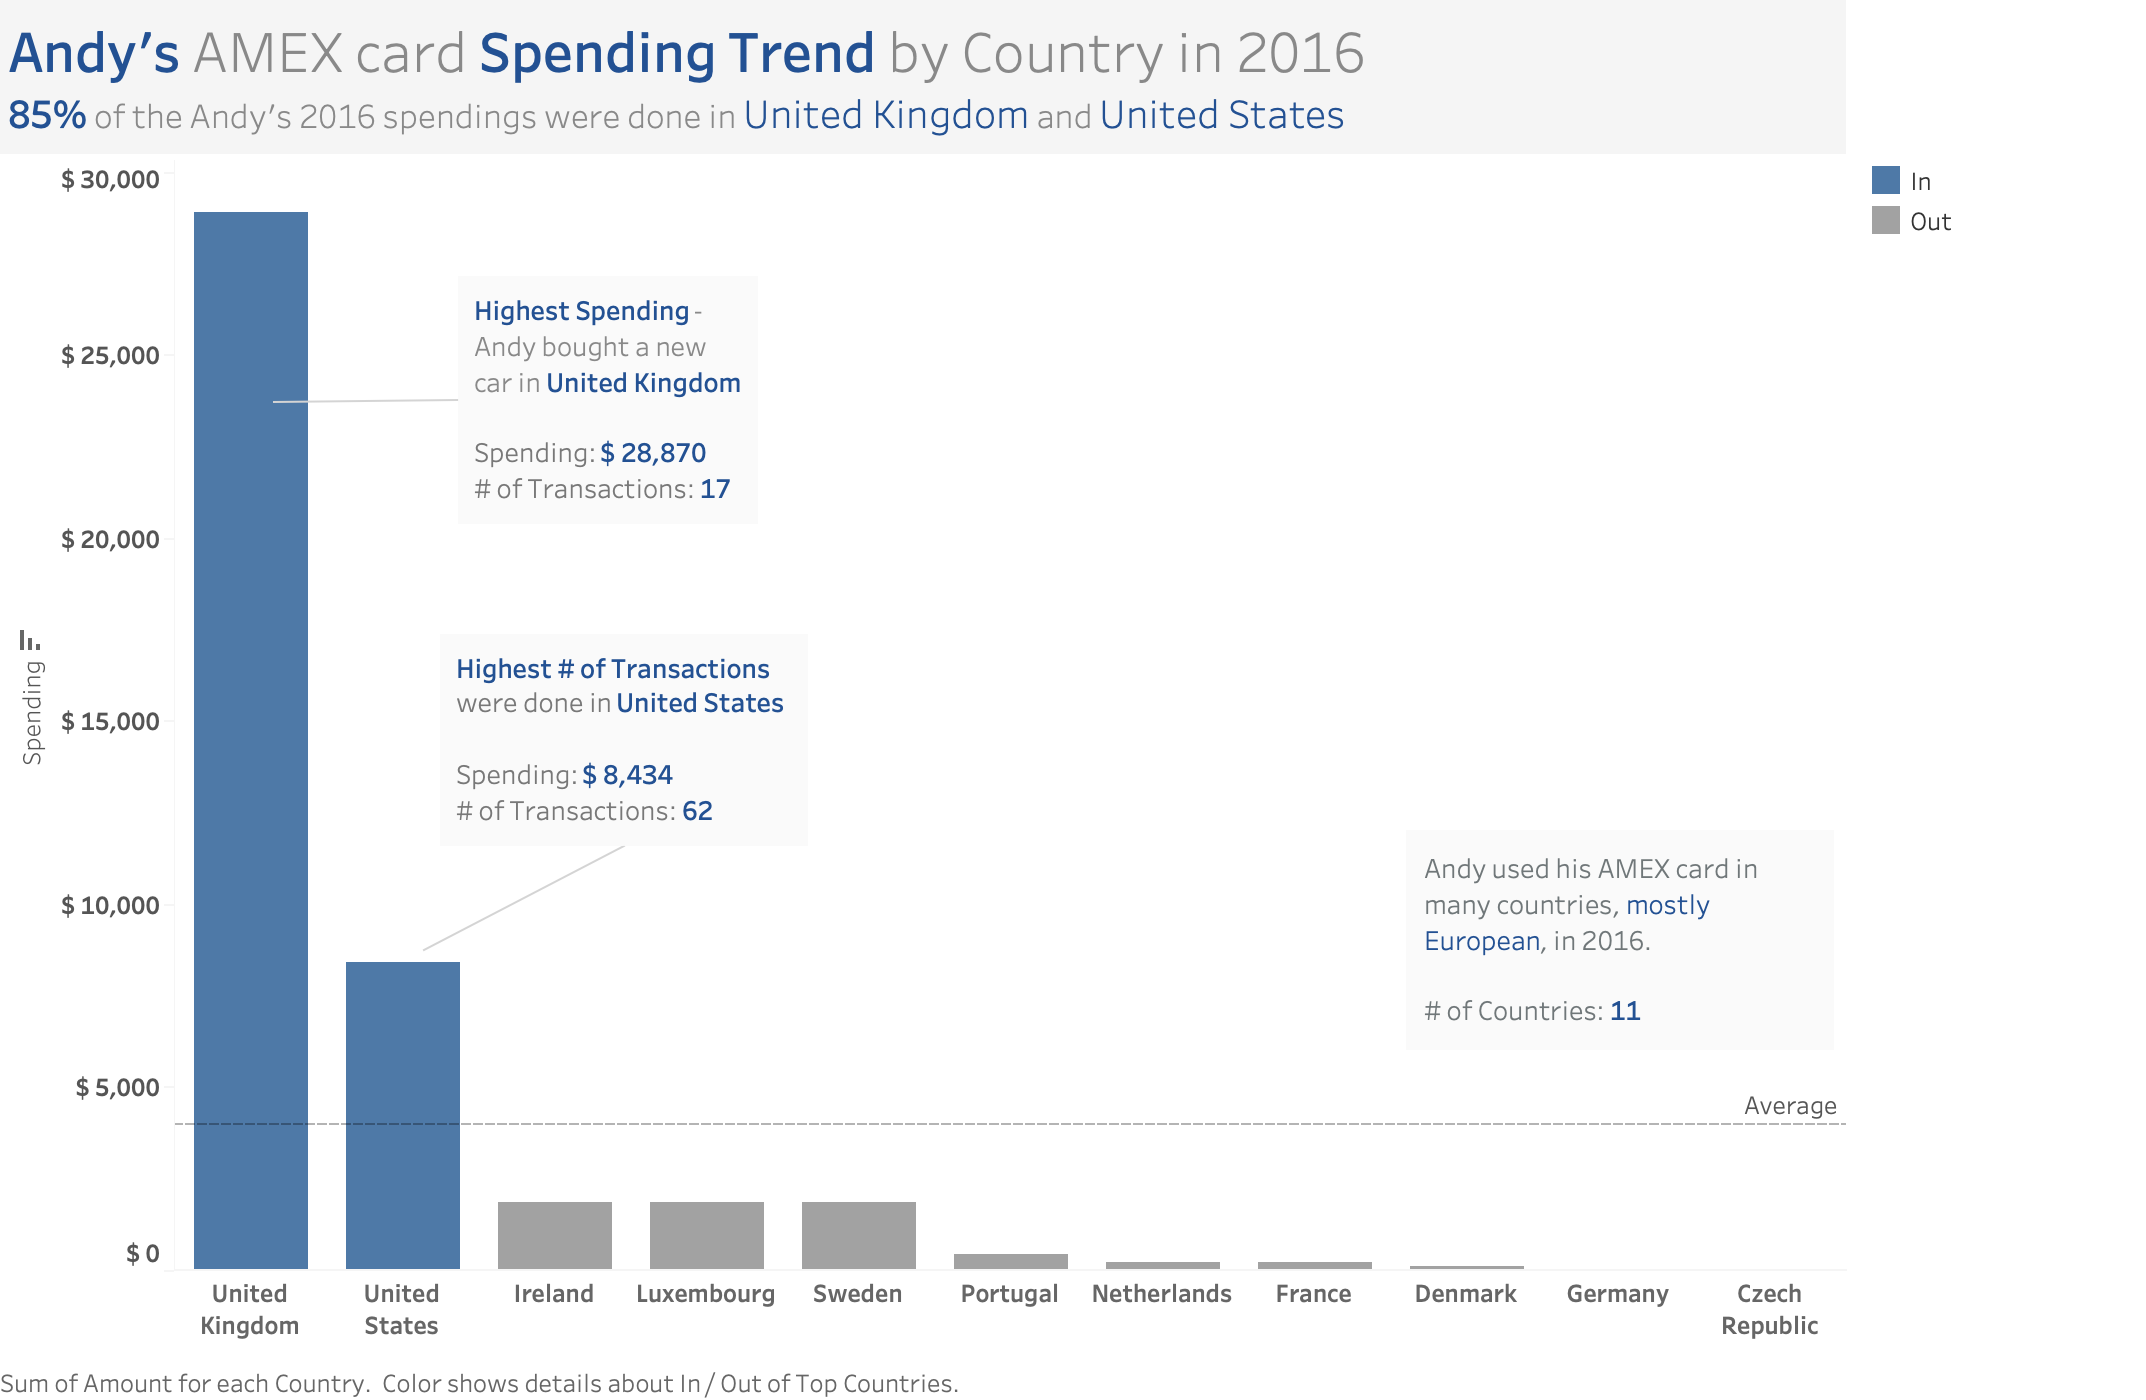 Andy's AMEX card Spending Trend by Country in 2016
85% of the Andy's 2016 spendings were done in United Kingdom and United States
In
Out
$ 30,000
$ 25,000
$ 20,000
$ 15,000
$ 10,000
$ 5,000
$ 0
Spending
Highest Spending -
Andy bought a new
car in United Kingdom
Spending: $ 28,870
# of Transactions: 17
Highest # of Transactions
were done in United States
Spending: $ 8,434
# of Transactions: 62
Andy used his AMEX card in
many countries, mostly
European, in 2016.
# of Countries: 11
Average
United
Kingdom
United
States
Ireland
Luxembourg
Sweden
Portugal
Netherlands
France
Denmark
Germany
Czech
Republic
Sum of Amount for each Country.  Color shows details about In / Out of Top Countries.